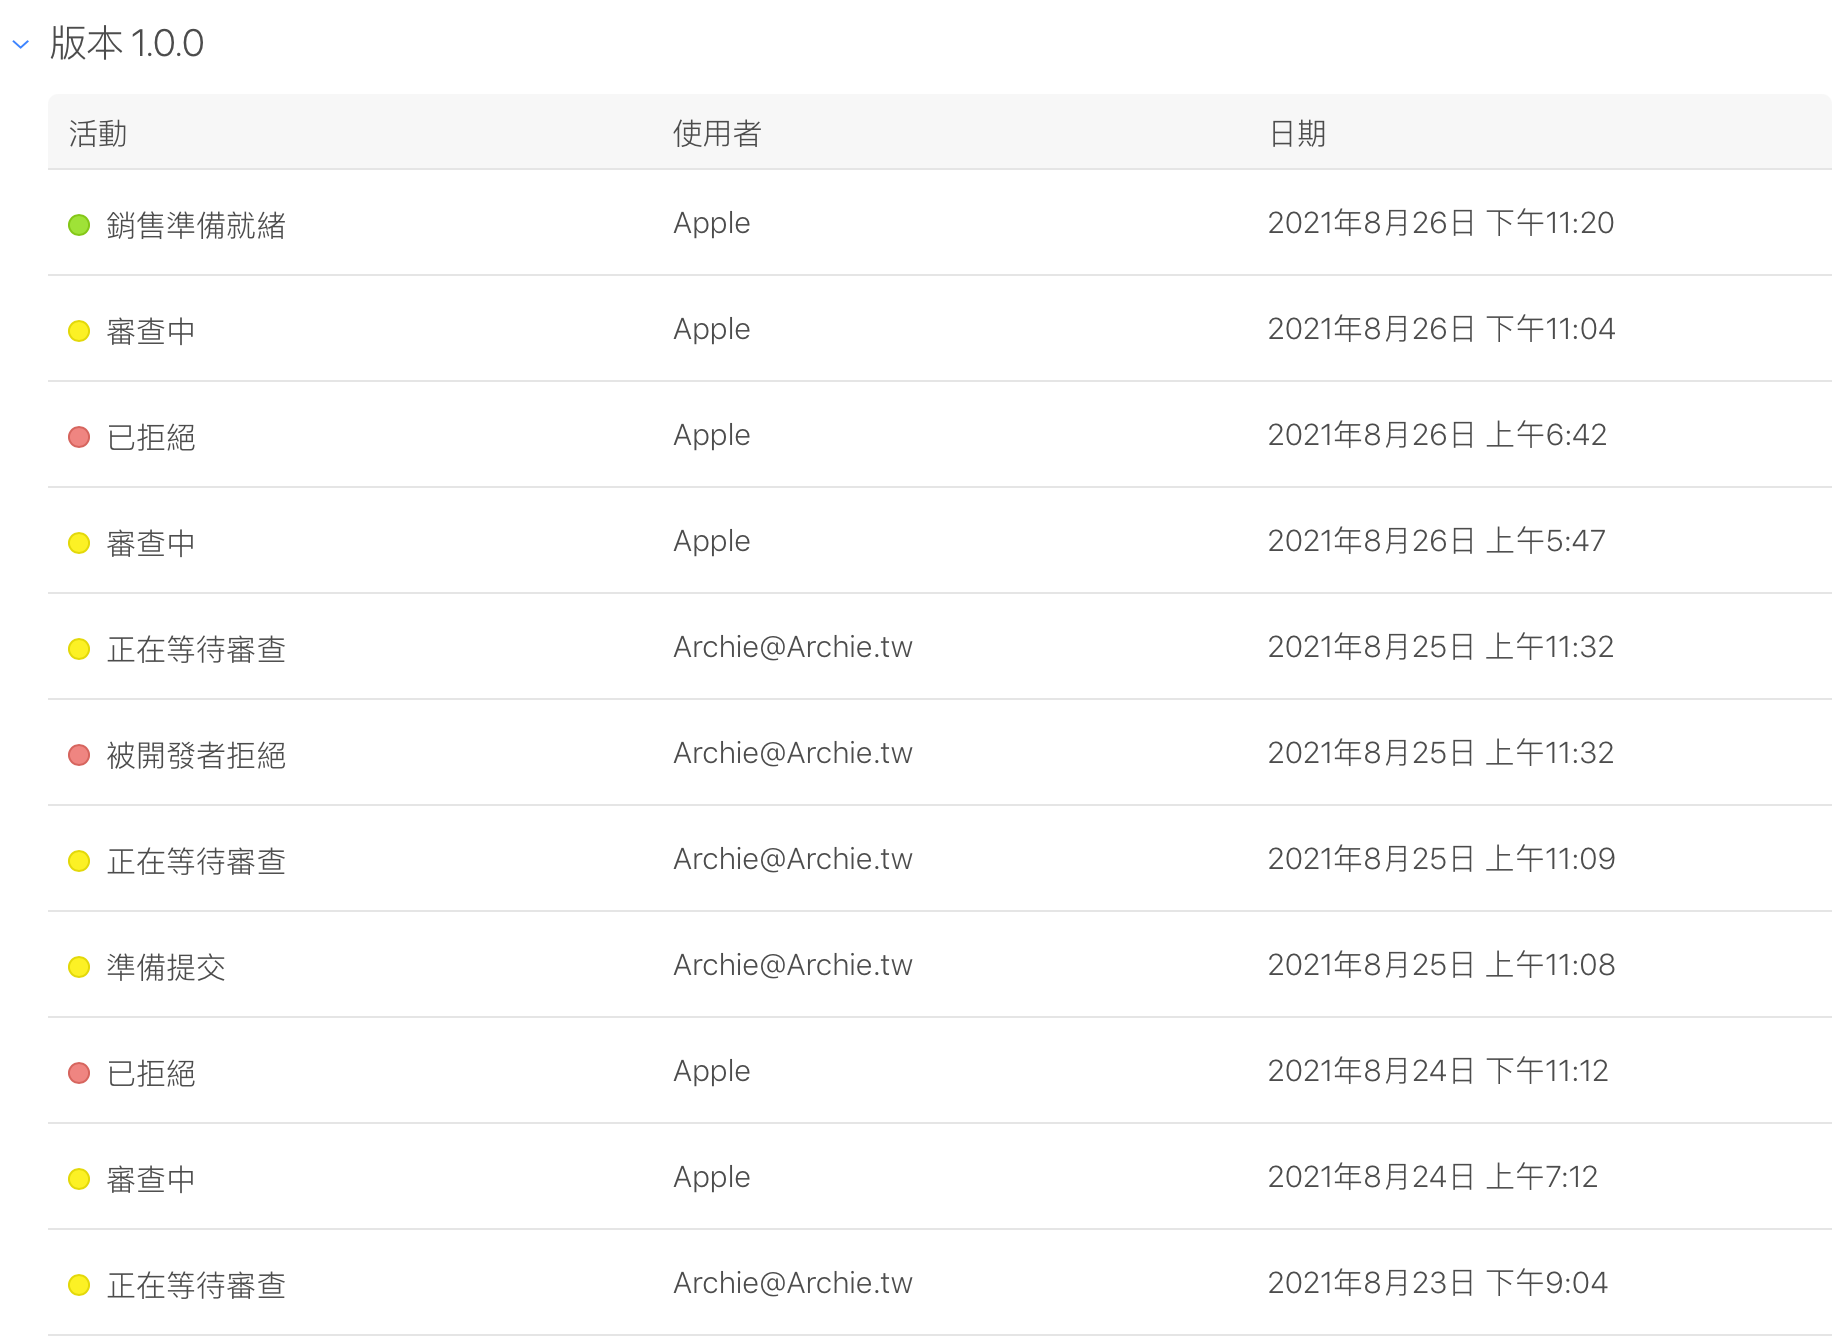 版本 1.0.0
活動 使用者 日期
銷售準備就緒 Apple 2021年8月26日 下午11:20
審查中 Apple 2021年8月26日 下午11:04
已拒絕 Apple 2021年8月26日 上午6:42
審查中 Apple 2021年8月26日 上午5:47
正在等待審查 Archie@Archie.tw 2021年8月25日 上午11:32
被開發者拒絕 Archie@Archie.tw 2021年8月25日 上午11:32
正在等待審查 Archie@Archie.tw 2021年8月25日 上午11:09
準備提交 Archie@Archie.tw 2021年8月25日 上午11:08
已拒絕 Apple 2021年8月24日 下午11:12
審查中 Apple 2021年8月24日 上午7:12
正在等待審查 Archie@Archie.tw 2021年8月23日 下午9:04